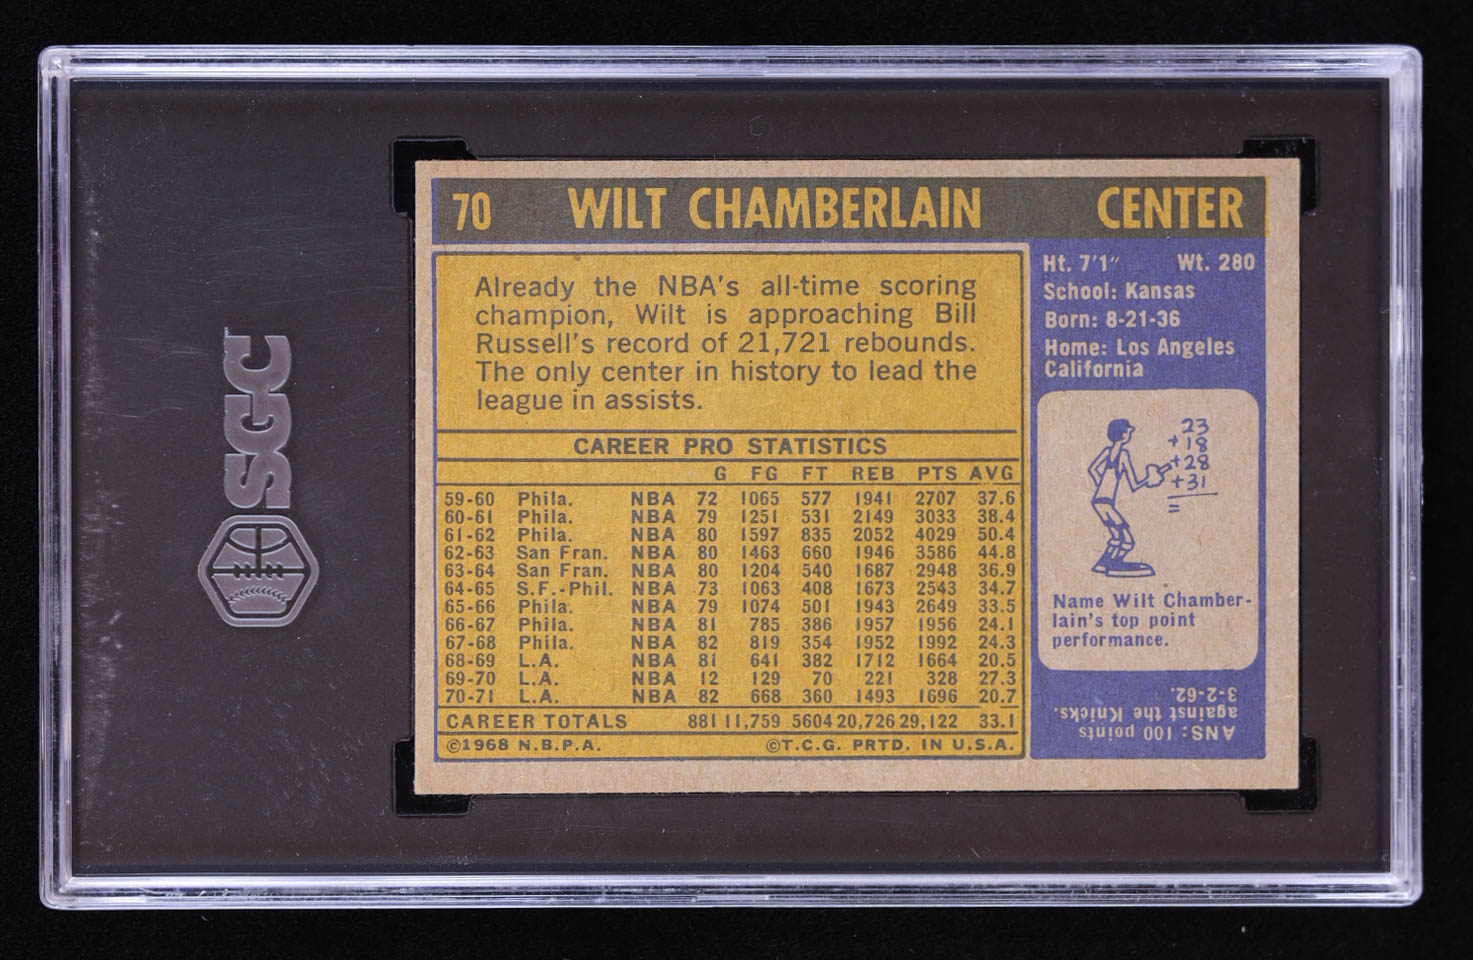 SGC
70 WILT CHAMBERLAIN CENTER
Already the NBA's all-time scoring
champion, Wilt is approaching Bill
Russell's record of 21,721 rebounds.
The only center in history to lead the
league in assists.
CAREER PRO STATISTICS
G FG FT REB PTS AVG
59-60 Phila. NBA 72 1065 577 1941 2707 37.6
60-61 Phila. NBA 79 1251 531 2149 3033 38.4
61-62 Phila. NBA 80 1597 835 2052 4029 50.4
62-63 San Fran. NBA 80 1463 660 1946 3586 44.8
63-64 San Fran. NBA 80 1204 540 1687 2948 36.9
64-65 S.F.-Phil. NBA 73 1063 408 1673 2543 34.7
65-66 Phila. NBA 79 1074 501 1943 2649 33.5
66-67 Phila. NBA 81 785 386 1957 1956 24.1
67-68 Phila. NBA 82 819 354 1952 1992 24.3
68-69 L.A. NBA 81 641 382 1712 1664 20.5
69-70 L.A. NBA 12 129 70 221 328 27.3
70-71 L.A. NBA 82 668 360 1493 1696 20.7
CAREER TOTALS 881 11,759 5604 20,726 29,122 33.1
©1968 N.B.P.A. ©T.C.G. PRTD. IN U.S.A.
Ht. 7'1" Wt. 280
School: Kansas
Born: 8-21-36
Home: Los Angeles
California
23
+18
+28
+31
=
Name Wilt Chamber-
lain's top point
performance.
ANS: 100 points
against the Knicks.
3-2-62.